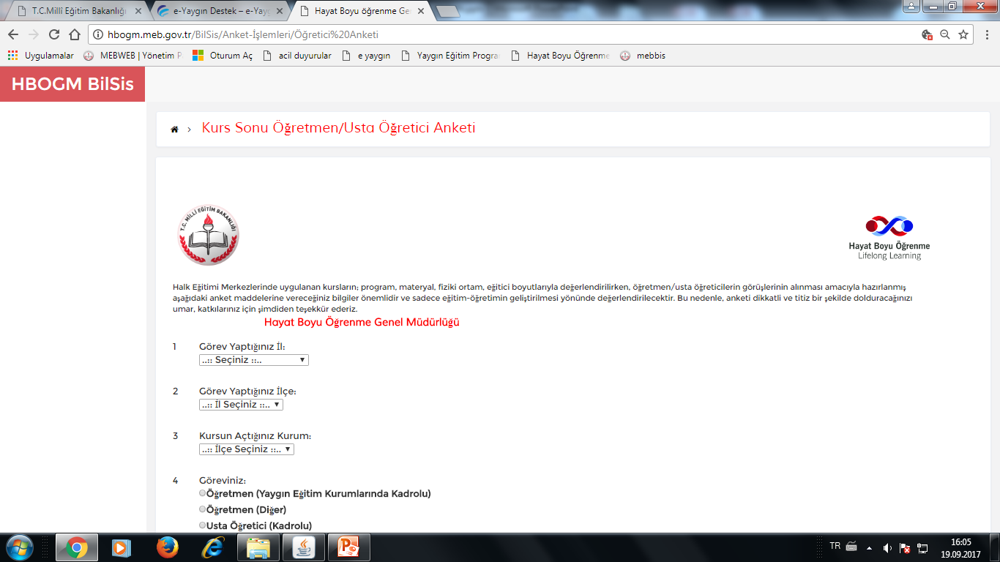 T.C.Millî Eğitim Bakanlığı
e-Yaygın Destek – e-Yayg
Hayat Boyu öğrenme Ge
hbogm.meb.gov.tr/BilSis/Anket-İşlemleri/Öğretici%20Anketi
Uygulamalar
MEBWEB | Yönetim P
Oturum Aç
acil duyurular
e yaygın
Yaygın Eğitim Progra
Hayat Boyu Öğrenme
mebbis
HBOGM BilSis
Kurs Sonu Öğretmen/Usta Öğretici Anketi
T.C. MİLLİ EĞİTİM BAKANLIĞI
Hayat Boyu Öğrenme
Lifelong Learning
Halk Eğitimi Merkezlerinde uygulanan kursların; program, materyal, fiziki ortam, eğitici boyutlarıyla değerlendirilirken, öğretmen/usta öğreticilerin görüşlerinin alınması amacıyla hazırlanmış
aşağıdaki anket maddelerine vereceğiniz bilgiler önemlidir ve sadece eğitim-öğretimin geliştirilmesi yönünde değerlendirilecektir. Bu nedenle, anketi dikkatli ve titiz bir şekilde dolduracağınızı
umar, katkılarınız için şimdiden teşekkür ederiz.
Hayat Boyu Öğrenme Genel Müdürlüğü
1 Görev Yaptığınız İl:
..:: Seçiniz ::..
2 Görev Yaptığınız İlçe:
..:: İl Seçiniz ::..
3 Kursun Açtığınız Kurum:
..:: İlçe Seçiniz ::..
4 Göreviniz:
Öğretmen (Yaygın Eğitim Kurumlarında Kadrolu)
Öğretmen (Diğer)
Usta Öğretici (Kadrolu)
TR
16:05
19.09.2017